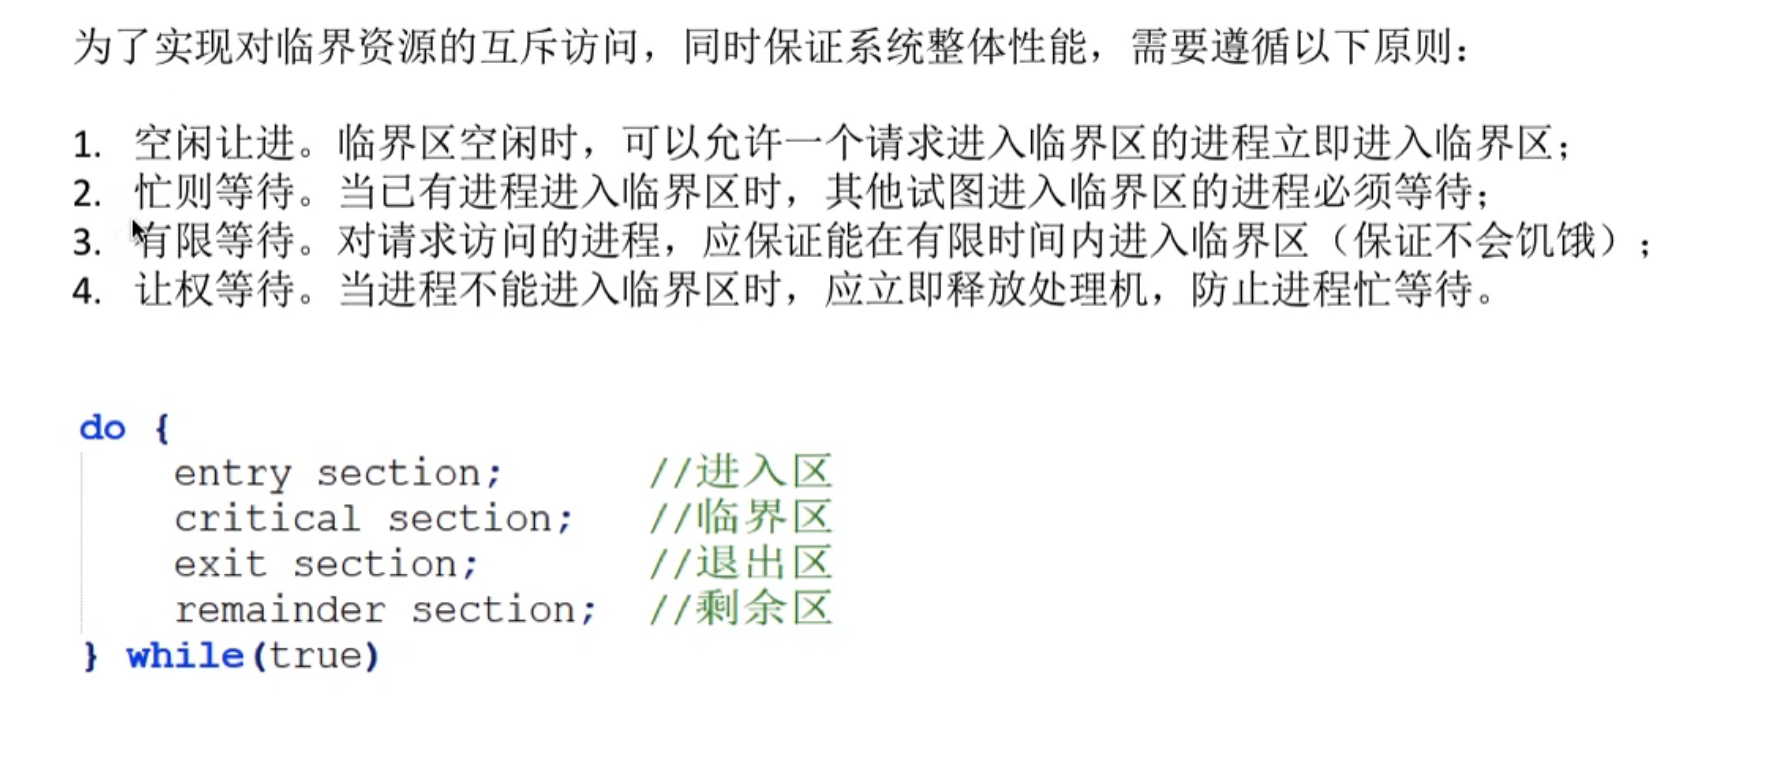 为了实现对临界资源的互斥访问，同时保证系统整体性能，需要遵循以下原则：
1. 空闲让进。临界区空闲时，可以允许一个请求进入临界区的进程立即进入临界区；
2. 忙则等待。当已有进程进入临界区时，其他试图进入临界区的进程必须等待；
3. 有限等待。对请求访问的进程，应保证能在有限时间内进入临界区（保证不会饥饿）；
4. 让权等待。当进程不能进入临界区时，应立即释放处理机，防止进程忙等待。
do {
entry section; //进入区
critical section; //临界区
exit section; //退出区
remainder section; //剩余区
} while(true)